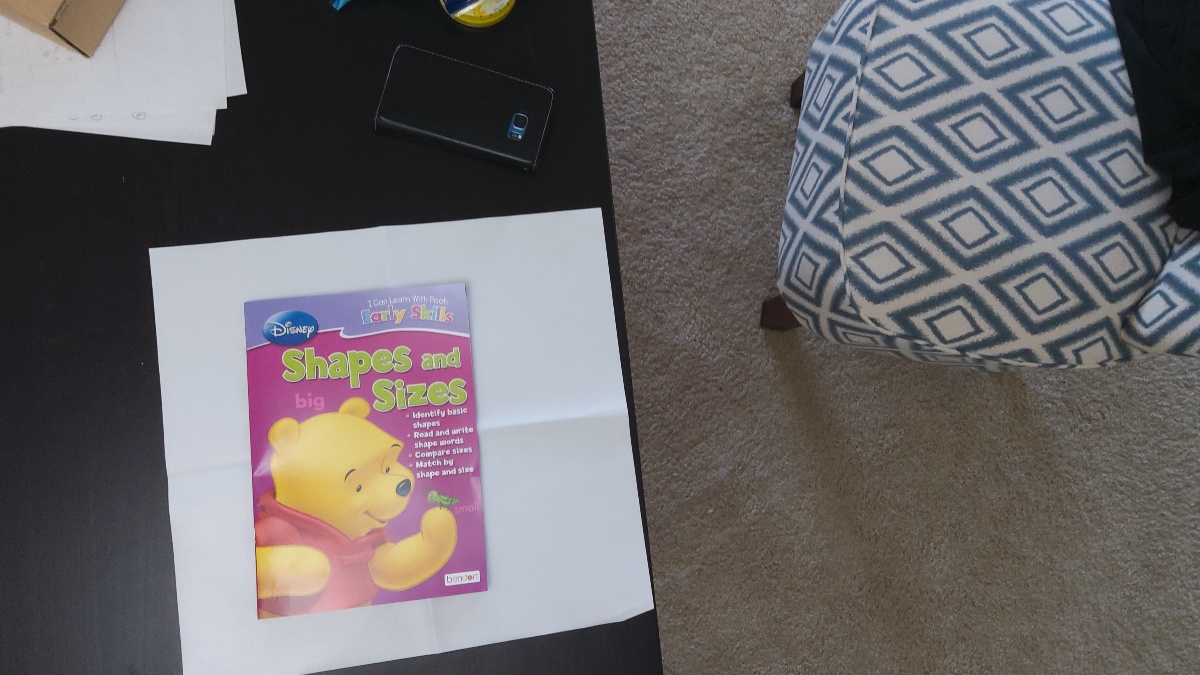 I Can Learn With Pooh
Early Skills
Disney
Shapes and
Sizes
big
• Identify basic
shapes
• Read and write
shape words
• Compare sizes
• Match by
shape and size
small
bendon